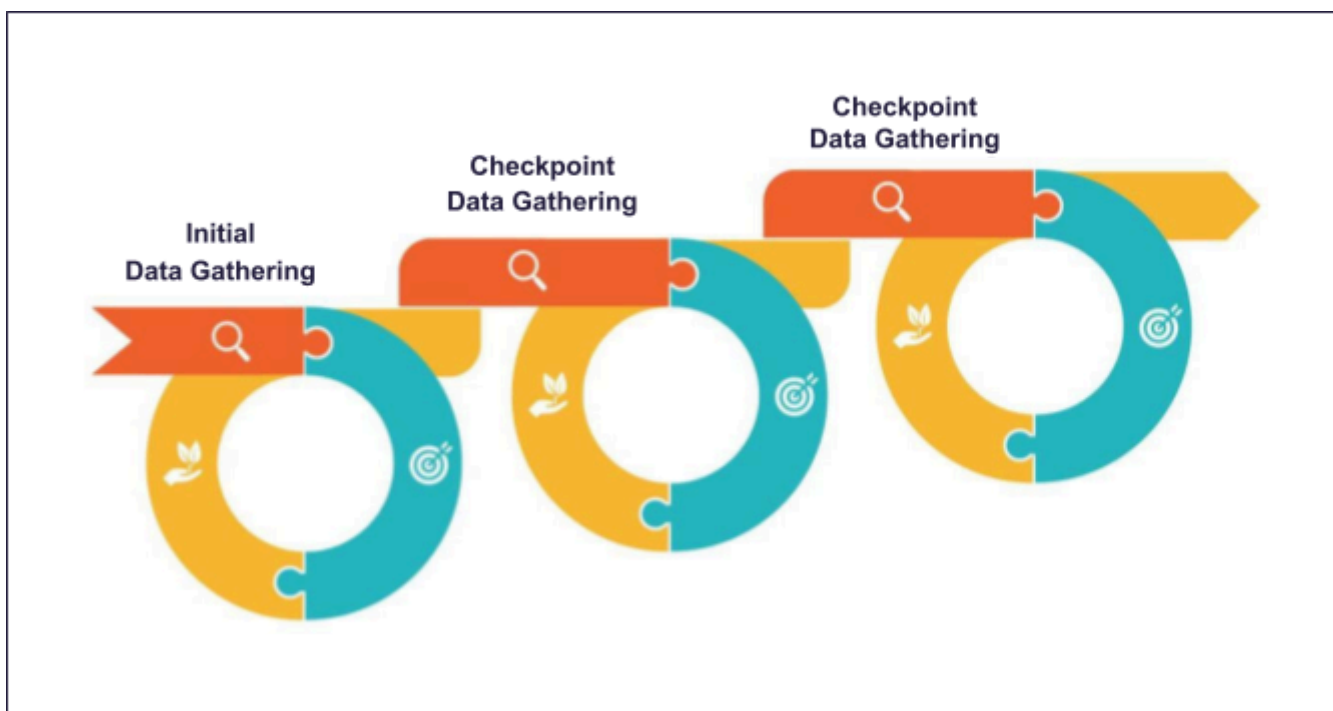 Initial
Data Gathering
Checkpoint
Data Gathering
Checkpoint
Data Gathering